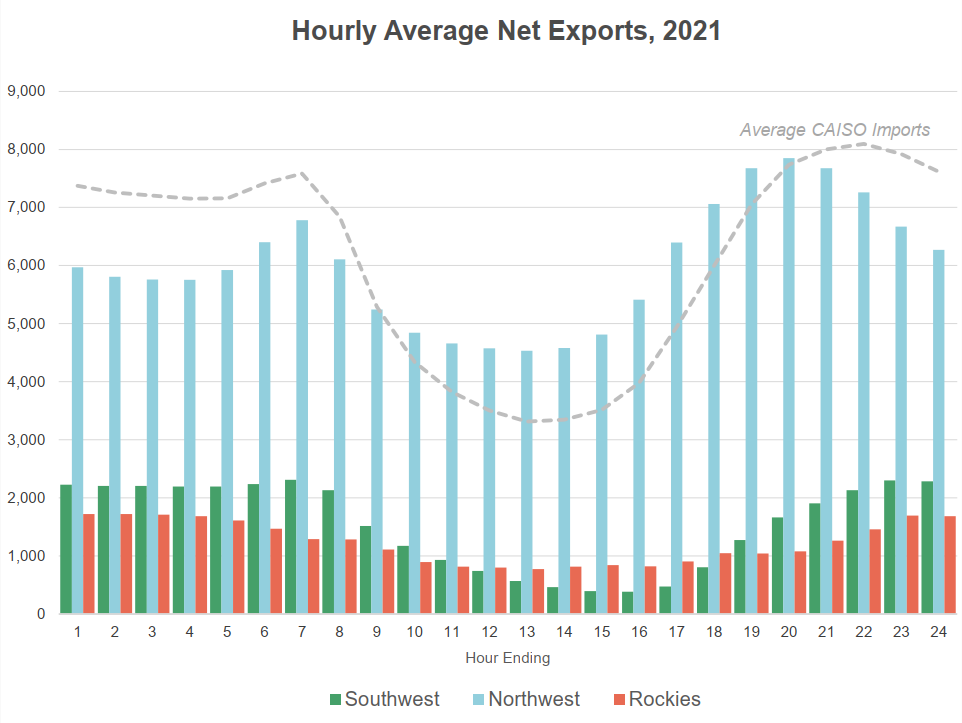 Hourly Average Net Exports, 2021
9,000
Average CAISO Imports
8,000
7,000
6,000
5,000
4,000
3,000
2,000
1,000
0
1 2 3 4 5 6 7 8 9 10 11 12 13 14 15 16 17 18 19 20 21 22 23 24
Hour Ending
Southwest Northwest Rockies